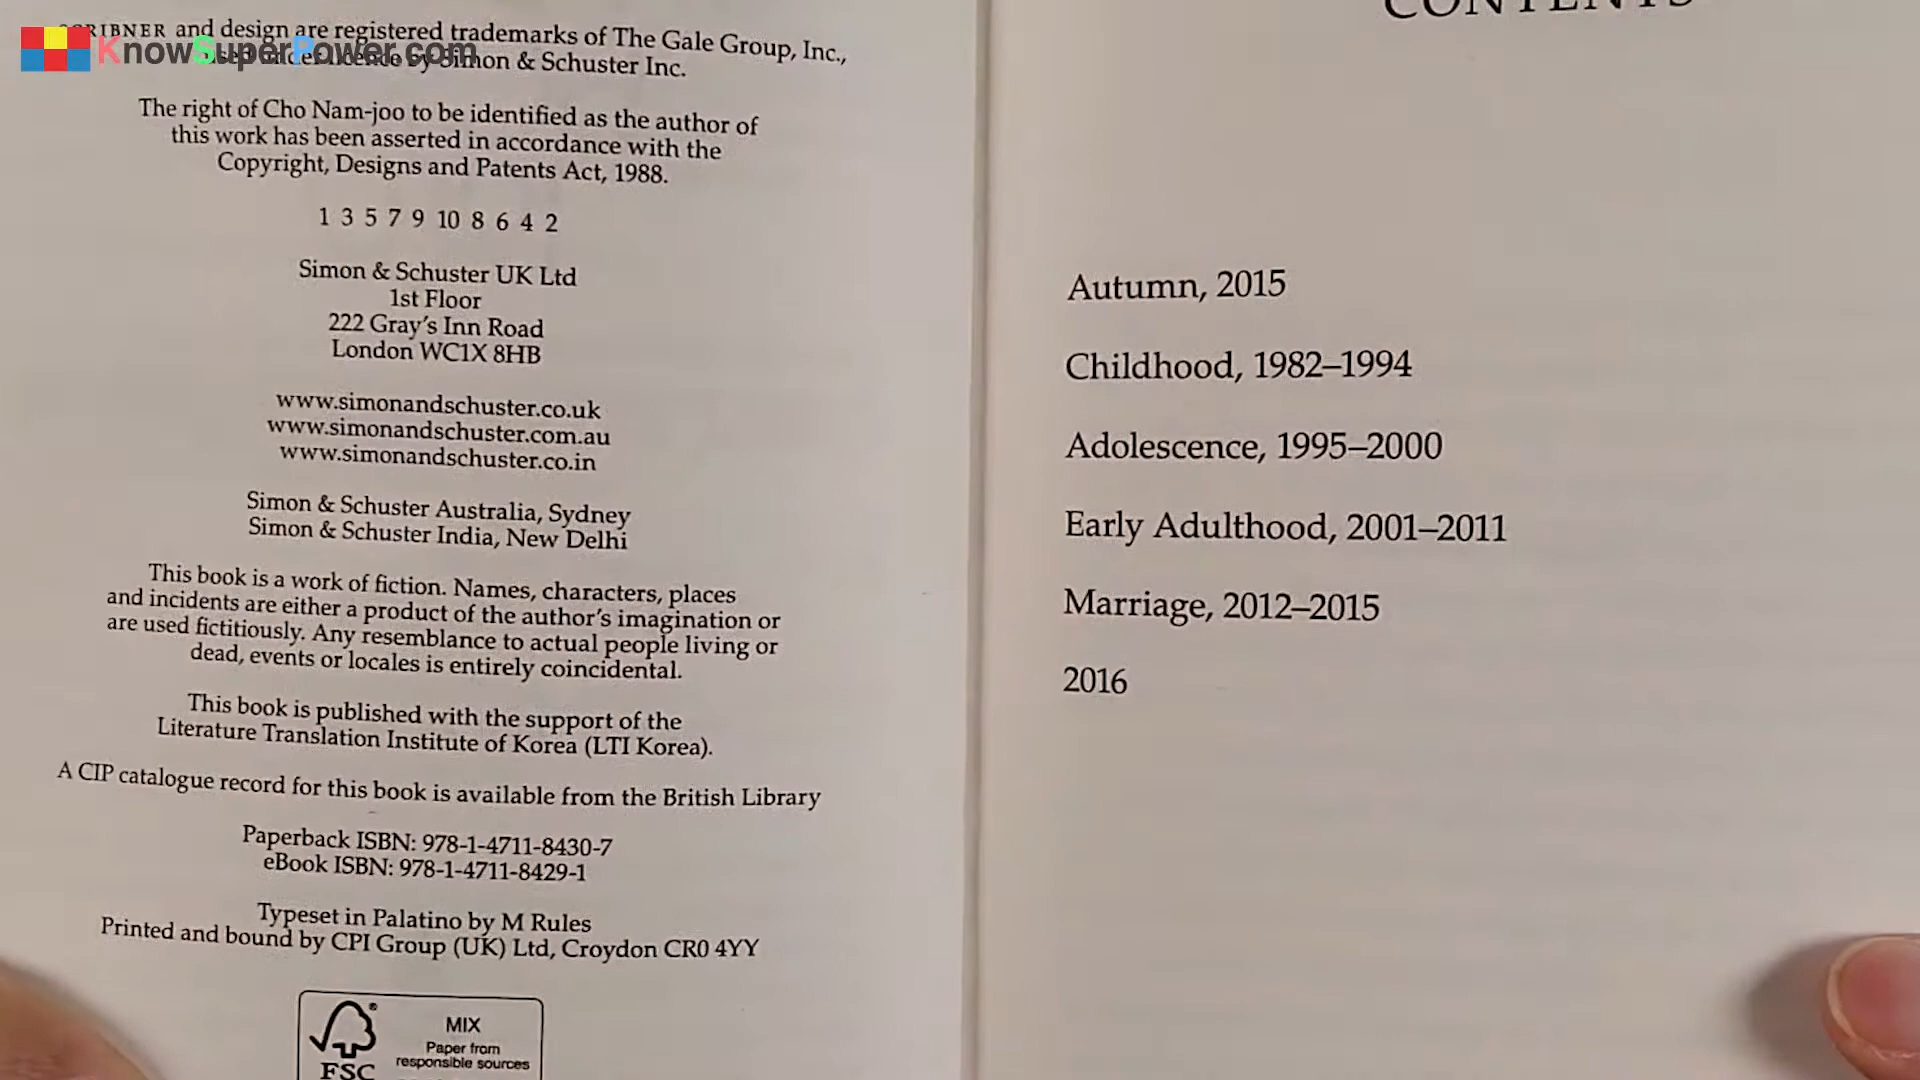 KnowSuperPower.com
SCRIBNER and design are registered trademarks of The Gale Group, Inc.,
used under licence by Simon & Schuster Inc.
The right of Cho Nam-joo to be identified as the author of
this work has been asserted in accordance with the
Copyright, Designs and Patents Act, 1988.
1 3 5 7 9 10 8 6 4 2
Simon & Schuster UK Ltd
1st Floor
222 Gray's Inn Road
London WC1X 8HB
www.simonandschuster.co.uk
www.simonandschuster.com.au
www.simonandschuster.co.in
Simon & Schuster Australia, Sydney
Simon & Schuster India, New Delhi
This book is a work of fiction. Names, characters, places
and incidents are either a product of the author's imagination or
are used fictitiously. Any resemblance to actual people living or
dead, events or locales is entirely coincidental.
This book is published with the support of the
Literature Translation Institute of Korea (LTI Korea).
A CIP catalogue record for this book is available from the British Library
Paperback ISBN: 978-1-4711-8430-7
eBook ISBN: 978-1-4711-8429-1
Typeset in Palatino by M Rules
Printed and bound by CPI Group (UK) Ltd, Croydon CR0 4YY
FSC
MIX
Paper from
responsible sources
CONTENTS
Autumn, 2015
Childhood, 1982–1994
Adolescence, 1995–2000
Early Adulthood, 2001–2011
Marriage, 2012–2015
2016